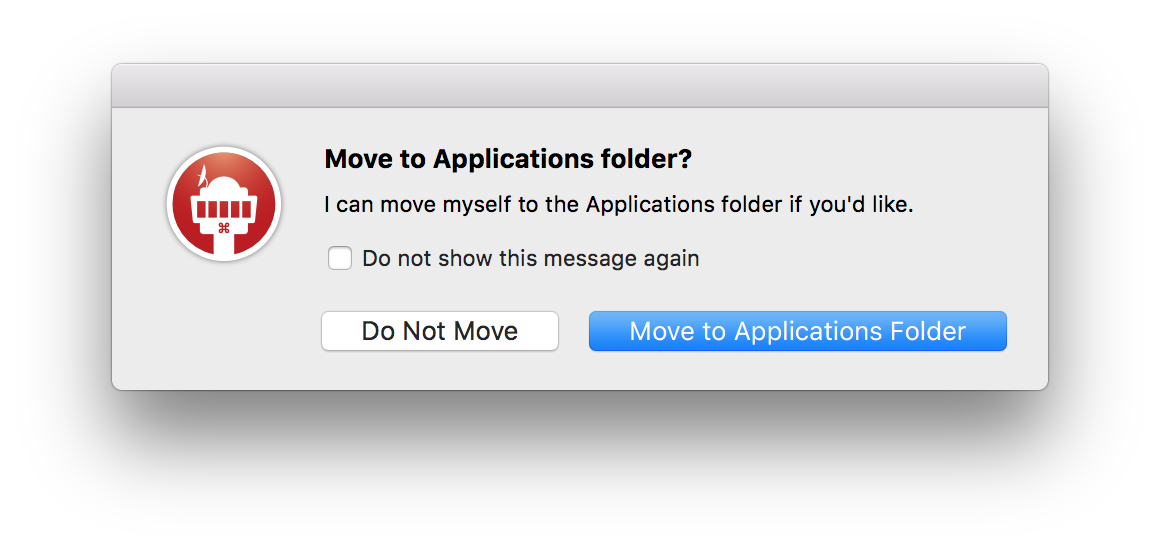 Move to Applications folder?
I can move myself to the Applications folder if you'd like.
Do not show this message again
Do Not Move
Move to Applications Folder